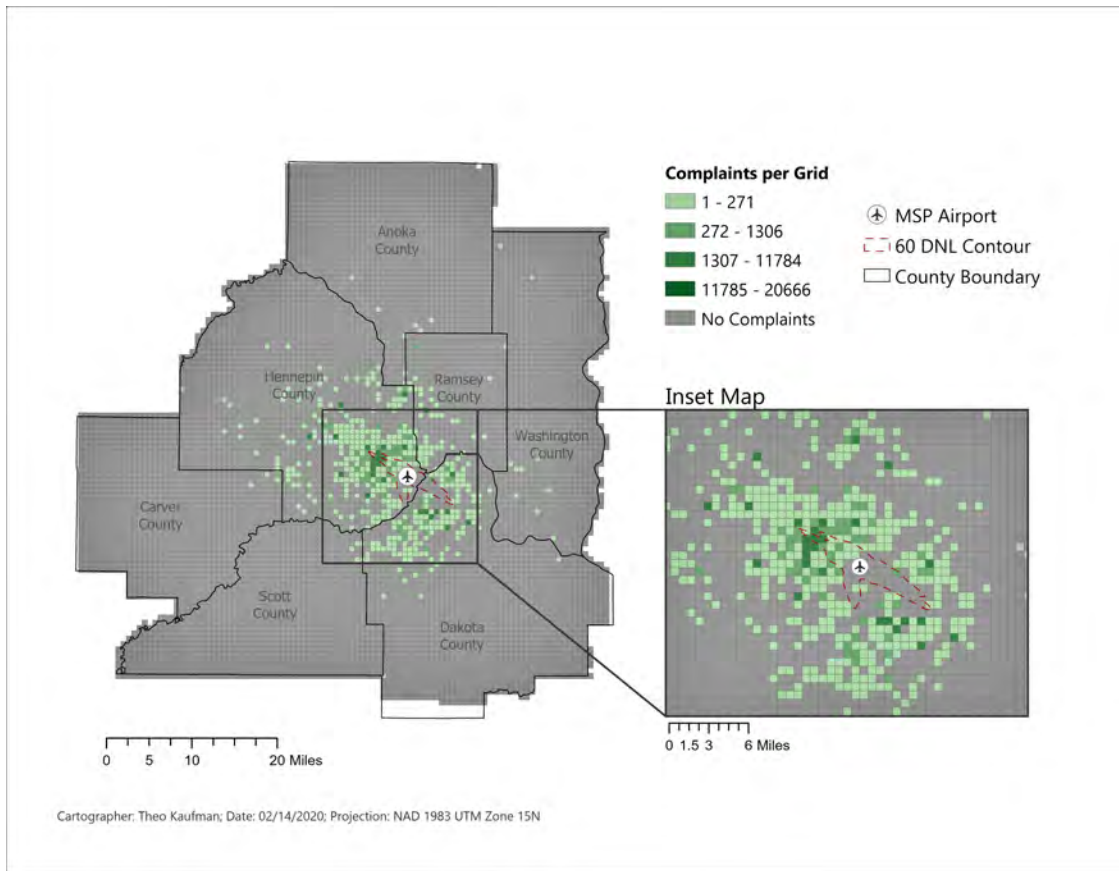 Complaints per Grid
1 - 271
272 - 1306
1307 - 11784
11785 - 20666
No Complaints
MSP Airport
60 DNL Contour
County Boundary
Anoka
County
Hennepin
County
Ramsey
County
Washington
County
Carver
County
Scott
County
Dakota
County
Inset Map
0 5 10 20 Miles
0 1.5 3 6 Miles
Cartographer: Theo Kaufman; Date: 02/14/2020; Projection: NAD 1983 UTM Zone 15N